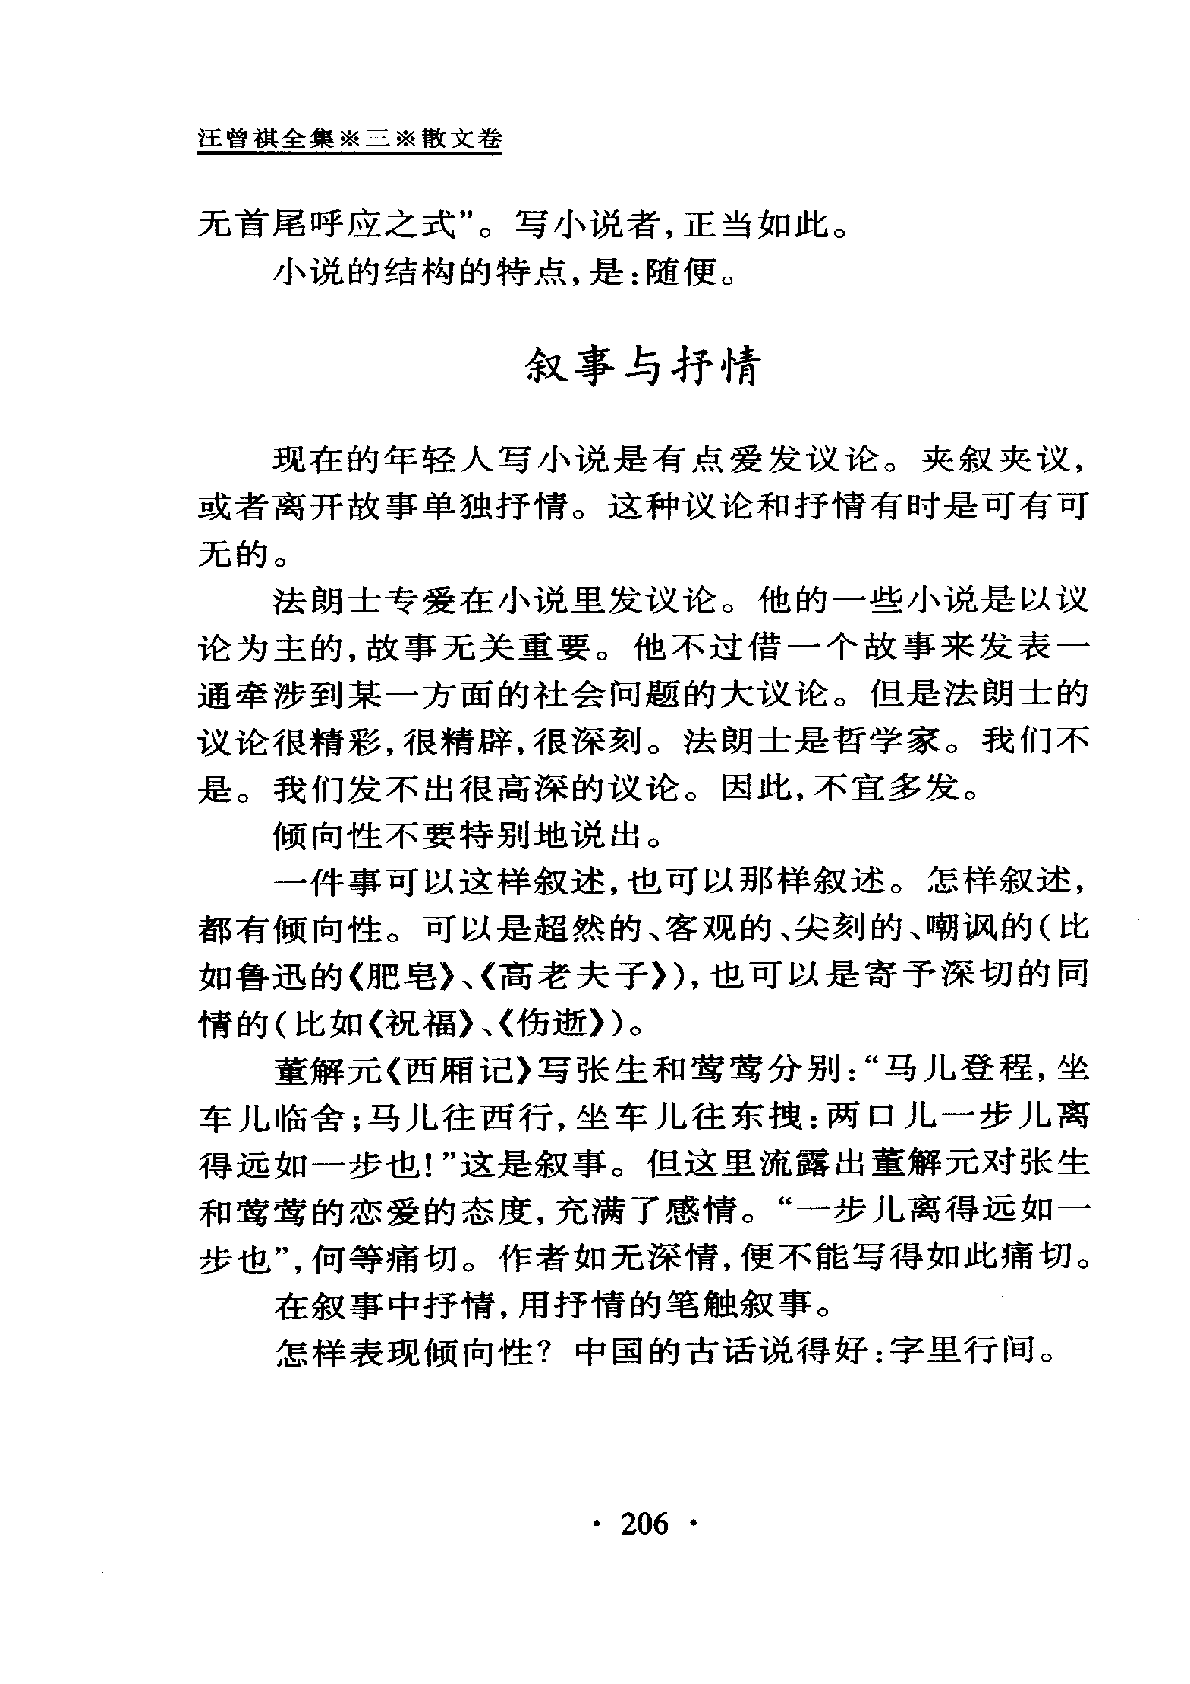 汪曾祺全集※三※散文卷
无首尾呼应之式”。写小说者，正当如此。
小说的结构的特点，是：随便。
叙事与抒情
现在的年轻人写小说是有点爱发议论。夹叙夹议，
或者离开故事单独抒情。这种议论和抒情有时是可有可
无的。
法朗士专爱在小说里发议论。他的一些小说是以议
论为主的，故事无关重要。他不过借一个故事来发表一
通牵涉到某一方面的社会问题的大议论。但是法朗士的
议论很精彩，很精辟，很深刻。法朗士是哲学家。我们不
是。我们发不出很高深的议论。因此，不宜多发。
倾向性不要特别地说出。
一件事可以这样叙述，也可以那样叙述。怎样叙述，
都有倾向性。可以是超然的、客观的、尖刻的、嘲讽的（比
如鲁迅的《肥皂》、《高老夫子》），也可以是寄予深切的同
情的（比如《祝福》、《伤逝》）。
董解元《西厢记》写张生和莺莺分别：“马儿登程，坐
车儿临舍；马儿往西行，坐车儿往东拽：两口儿一步儿离
得远如一步也！”这是叙事。但这里流露出董解元对张生
和莺莺的恋爱的态度，充满了感情。“一步儿离得远如一
步也”，何等痛切。作者如无深情，便不能写得如此痛切。
在叙事中抒情，用抒情的笔触叙事。
怎样表现倾向性？中国的古话说得好：字里行间。
· 206 ·